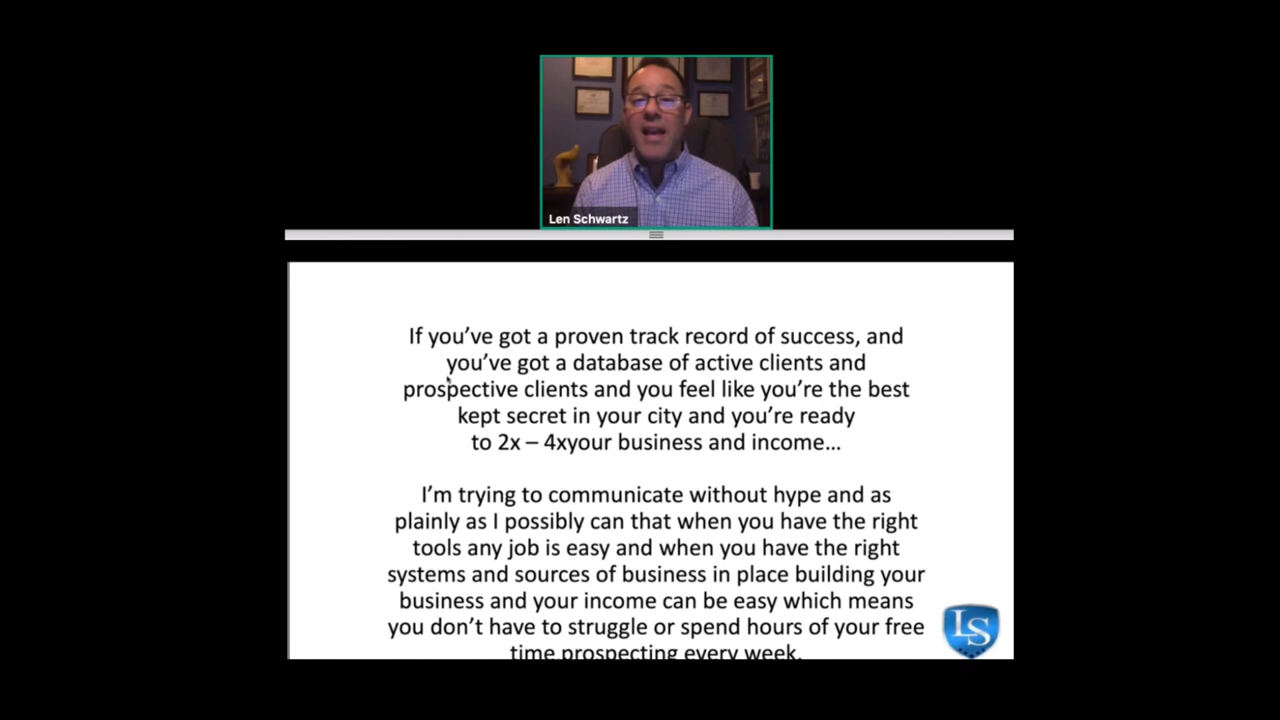 Len Schwartz
If you’ve got a proven track record of success, and
you’ve got a database of active clients and
prospective clients and you feel like you’re the best
kept secret in your city and you’re ready
to 2x – 4xyour business and income...
I’m trying to communicate without hype and as
plainly as I possibly can that when you have the right
tools any job is easy and when you have the right
systems and sources of business in place building your
business and your income can be easy which means
you don’t have to struggle or spend hours of your free
time prospecting every week.
LS